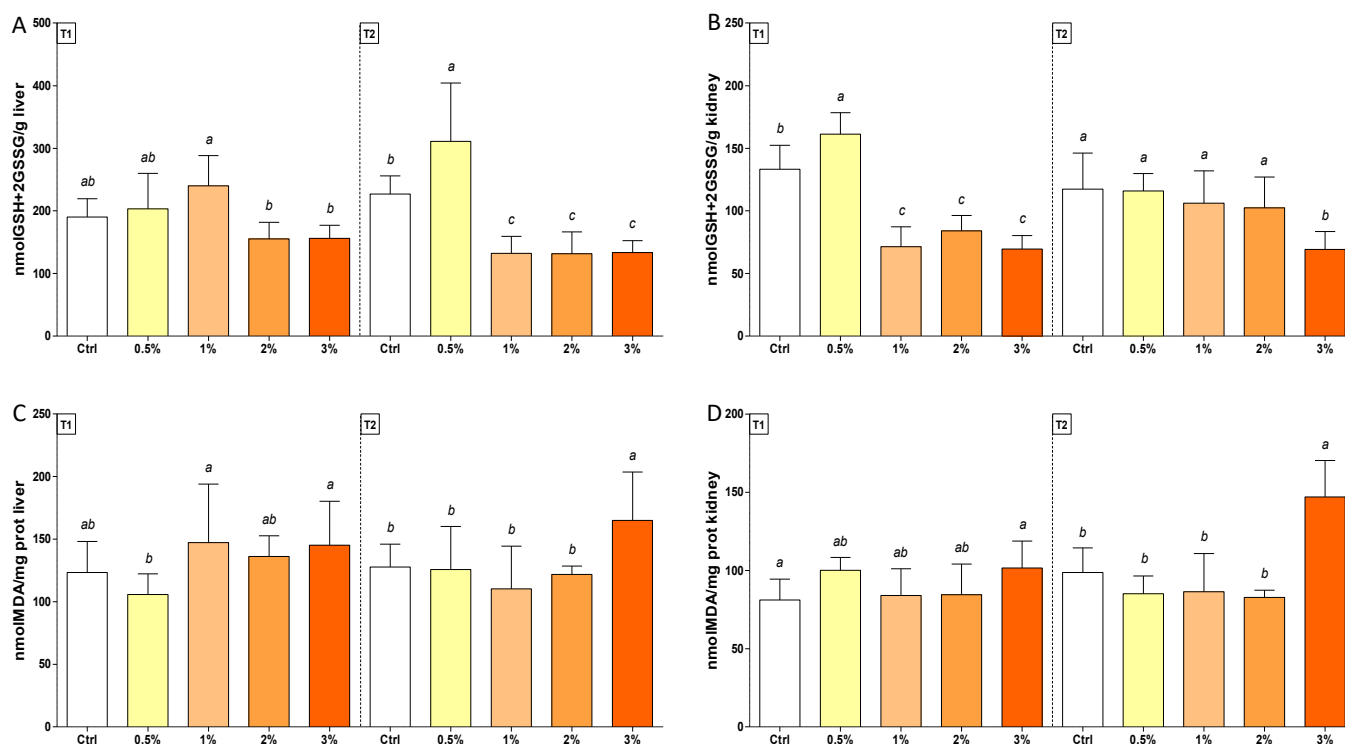 A
nmolGSH+2GSSG/g liver
500
400
300
200
100
0
T1
T2
ab
ab
a
b
b
b
a
c
c
c
Ctrl 0.5% 1% 2% 3% Ctrl 0.5% 1% 2% 3%
B
nmolGSH+2GSSG/g kidney
250
200
150
100
50
0
T1
T2
b
a
c
c
c
a
a
a
a
b
Ctrl 0.5% 1% 2% 3% Ctrl 0.5% 1% 2% 3%
C
nmolMDA/mg prot liver
250
200
150
100
50
0
T1
T2
ab
b
a
ab
a
b
b
b
b
a
Ctrl 0.5% 1% 2% 3% Ctrl 0.5% 1% 2% 3%
D
nmolMDA/mg prot kidney
200
150
100
50
0
T1
T2
a
ab
ab
ab
a
b
b
b
b
a
Ctrl 0.5% 1% 2% 3% Ctrl 0.5% 1% 2% 3%